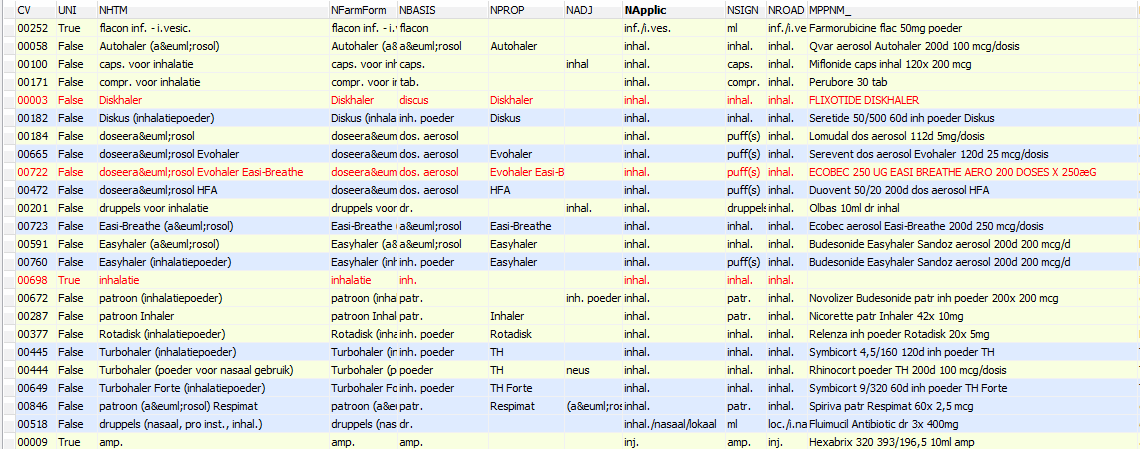 CV UNI NHTM NFarmForm NBASIS NPROP NADJ NApplic NSIGN NROAD MPPNM_
00252 True flacon inf. - i.vesic. flacon inf. - i.v flacon inf./i.ves. ml inf./i.ve Farmorubicine flac 50mg poeder
00058 False Autohaler (a&euml;rosol) Autohaler (a& a&euml;rosol Autohaler inhal. inhal. inhal. Qvar aerosol Autohaler 200d 100 mcg/dosis
00100 False caps. voor inhalatie caps. voor inh caps. inhal inhal. caps. inhal. Miflonide caps inhal 120x 200 mcg
00171 False compr. voor inhalatie compr. voor ir tab. inhal. compr. inhal. Perubore 30 tab
00003 False Diskhaler Diskhaler discus Diskhaler inhal. inhal. inhal. FLIXOTIDE DISKHALER
00182 False Diskus (inhalatiepoeder) Diskus (inhala inh. poeder Diskus inhal. inhal. inhal. Seretide 50/500 60d inh poeder Diskus
00184 False doseera&euml;rosol doseera&eum dos. aerosol inhal. puff(s) inhal. Lomudal dos aerosol 112d 5mg/dosis
00665 False doseera&euml;rosol Evohaler doseera&eum dos. aerosol Evohaler inhal. puff(s) inhal. Serevent dos aerosol Evohaler 120d 25 mcg/dosis
00722 False doseera&euml;rosol Evohaler Easi-Breathe doseera&eum dos. aerosol Evohaler Easi-B inhal. puff(s) inhal. ECOBEC 250 UG EASI BREATHE AERO 200 DOSES X 250æG
00472 False doseera&euml;rosol HFA doseera&eum dos. aerosol HFA inhal. puff(s) inhal. Duovent 50/20 200d dos aerosol HFA
00201 False druppels voor inhalatie druppels voor dr. inhal. inhal. druppels inhal. Olbas 10ml dr inhal
00723 False Easi-Breathe (a&euml;rosol) Easi-Breathe ( a&euml;rosol Easi-Breathe inhal. puff(s) inhal. Ecobec aerosol Easi-Breathe 200d 250 mcg/dosis
00591 False Easyhaler (a&euml;rosol) Easyhaler (a& a&euml;rosol Easyhaler inhal. puff(s) inhal. Budesonide Easyhaler Sandoz aerosol 200d 200 mcg/d
00760 False Easyhaler (inhalatiepoeder) Easyhaler (inh inh. poeder Easyhaler inhal. puff(s) inhal. Budesonide Easyhaler Sandoz aerosol 200d 200 mcg/d
00698 True inhalatie inhalatie inh. inhal. inhal. inhal.
00672 False patroon (inhalatiepoeder) patroon (inha patr. inh. poeder inhal. patr. inhal. Novolizer Budesonide patr inh poeder 200x 200 mcg
00287 False patroon Inhaler patroon Inhal patr. Inhaler inhal. patr. inhal. Nicorette patr Inhaler 42x 10mg
00377 False Rotadisk (inhalatiepoeder) Rotadisk (inha inh. poeder Rotadisk inhal. inhal. inhal. Relenza inh poeder Rotadisk 20x 5mg
00445 False Turbohaler (inhalatiepoeder) Turbohaler (in inh. poeder TH inhal. inhal. inhal. Symbicort 4,5/160 120d inh poeder TH
00444 False Turbohaler (poeder voor nasaal gebruik) Turbohaler (p poeder TH neus inhal. inhal. inhal. Rhinocort poeder TH 200d 100 mcg/dosis
00649 False Turbohaler Forte (inhalatiepoeder) Turbohaler Fo inh. poeder TH Forte inhal. inhal. inhal. Symbicort 9/320 60d inh poeder TH Forte
00846 False patroon (a&euml;rosol) Respimat patroon (a&e patr. Respimat (a&euml;ros inhal. patr. inhal. Spiriva patr Respimat 60x 2,5 mcg
00518 False druppels (nasaal, pro inst., inhal.) druppels (nas dr. inhal./nasaal/lokaal ml loc./i.na Fluimucil Antibiotic dr 3x 400mg
00009 True amp. amp. amp. inj. amp. inj. Hexabrix 320 393/196,5 10ml amp